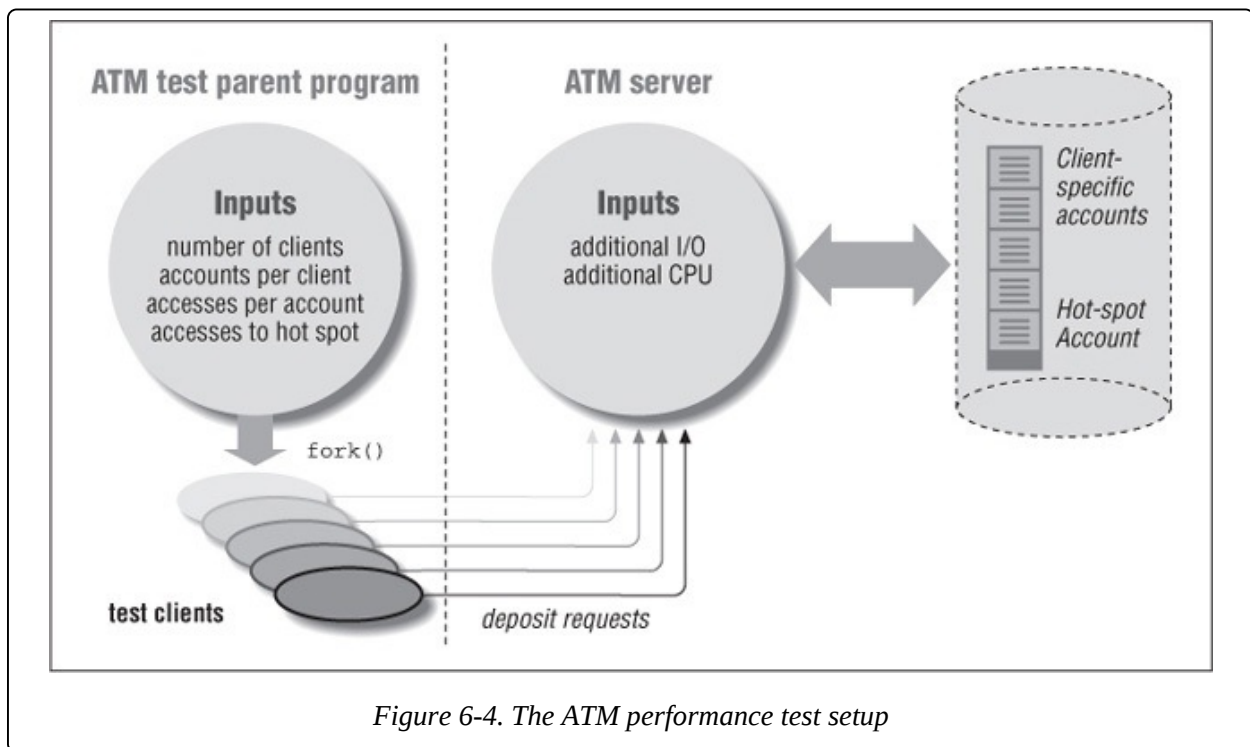 ATM test parent program
Inputs
number of clients
accounts per client
accesses per account
accesses to hot spot
fork()
test clients
ATM server
Inputs
additional I/O
additional CPU
deposit requests
Client-
specific
accounts
Hot-spot
Account
Figure 6-4. The ATM performance test setup